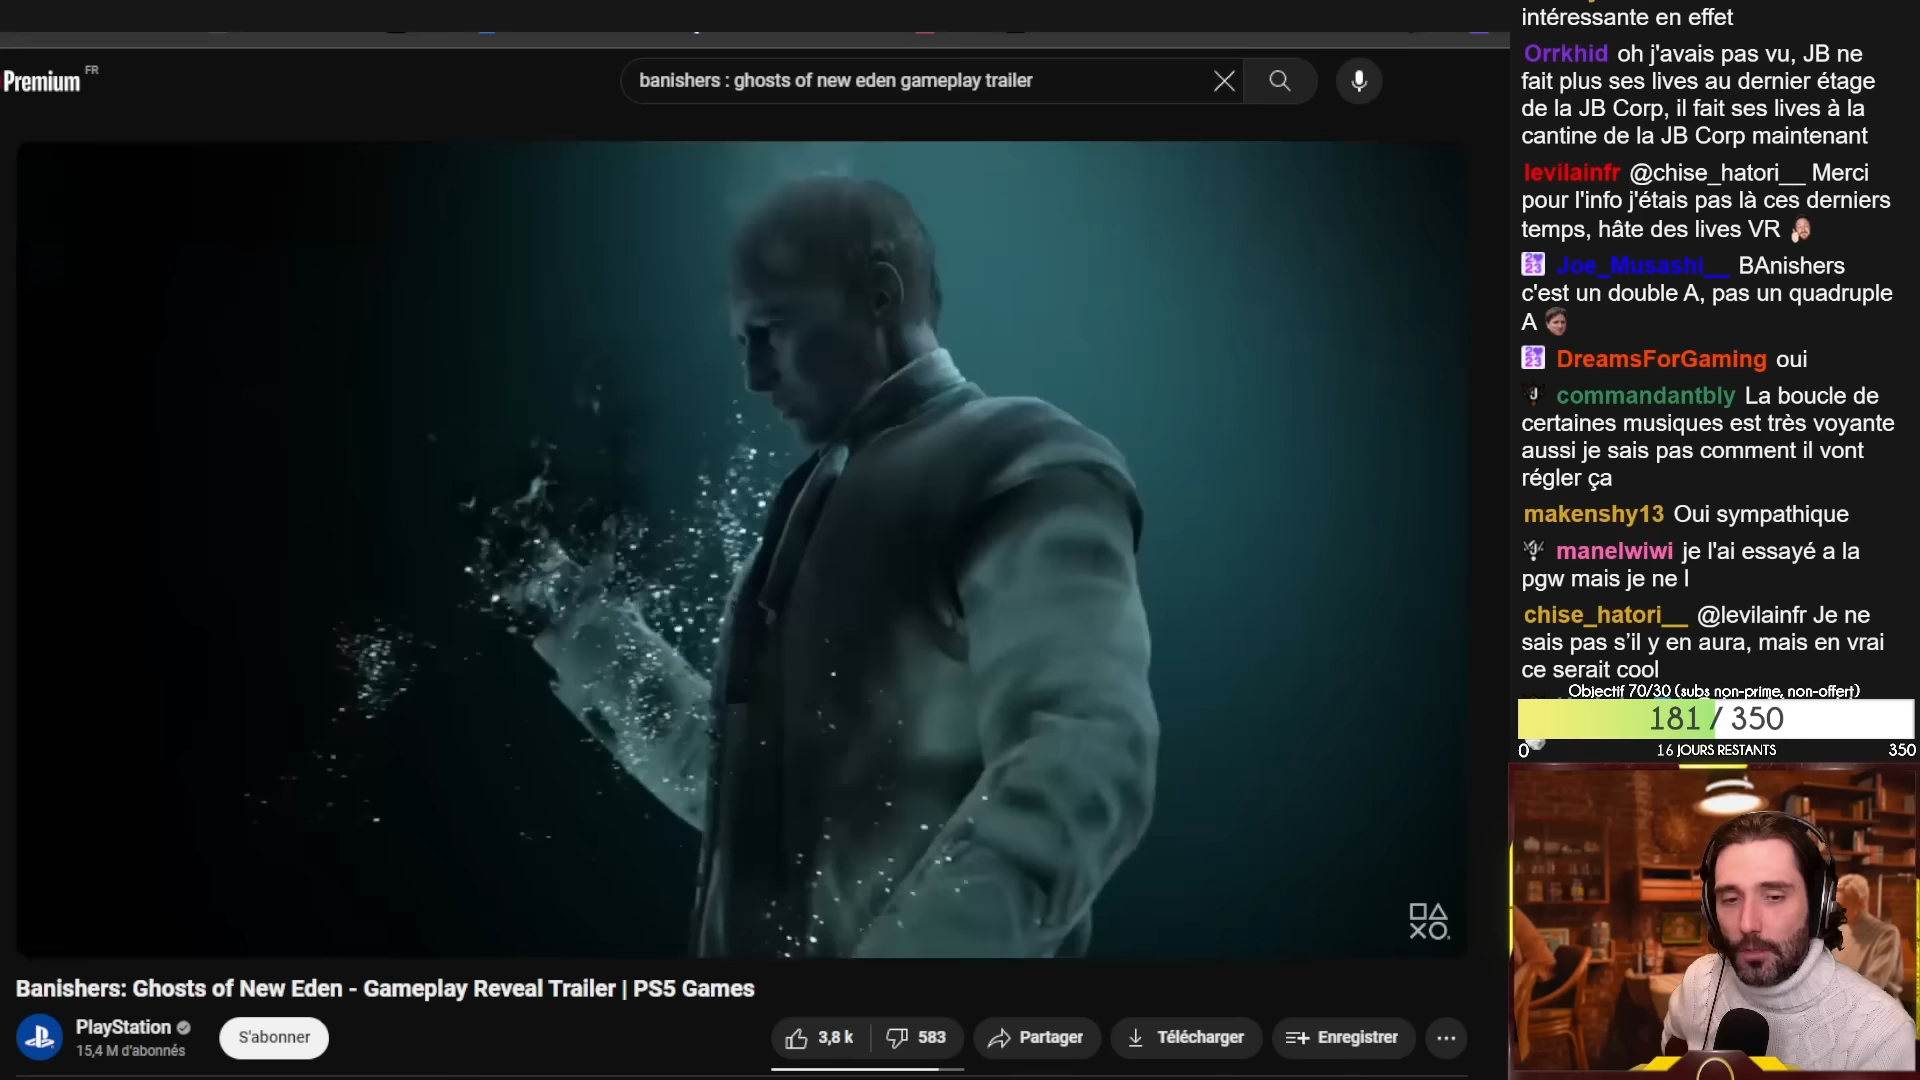 Premium FR
banishers : ghosts of new eden gameplay trailer
Banishers: Ghosts of New Eden - Gameplay Reveal Trailer | PS5 Games
PlayStation
15,4 M d'abonnés
S'abonner
3,8 k
583
Partager
Télécharger
Enregistrer
intéressante en effet
Orrkhid oh j'avais pas vu, JB ne
fait plus ses lives au dernier étage
de la JB Corp, il fait ses lives à la
cantine de la JB Corp maintenant
levilainfr @chise_hatori__ Merci
pour l'info j'étais pas là ces derniers
temps, hâte des lives VR
Joe_Musashi__ BAnishers
c'est un double A, pas un quadruple
A
DreamsForGaming oui
commandantbly La boucle de
certaines musiques est très voyante
aussi je sais pas comment il vont
régler ça
makenshy13 Oui sympathique
manelwiwi je l'ai essayé a la
pgw mais je ne l
chise_hatori__ @levilainfr Je ne
sais pas s’il y en aura, mais en vrai
ce serait cool
Objectif 70/30 (subs non-prime, non-offert)
181 / 350
0 16 JOURS RESTANTS 350